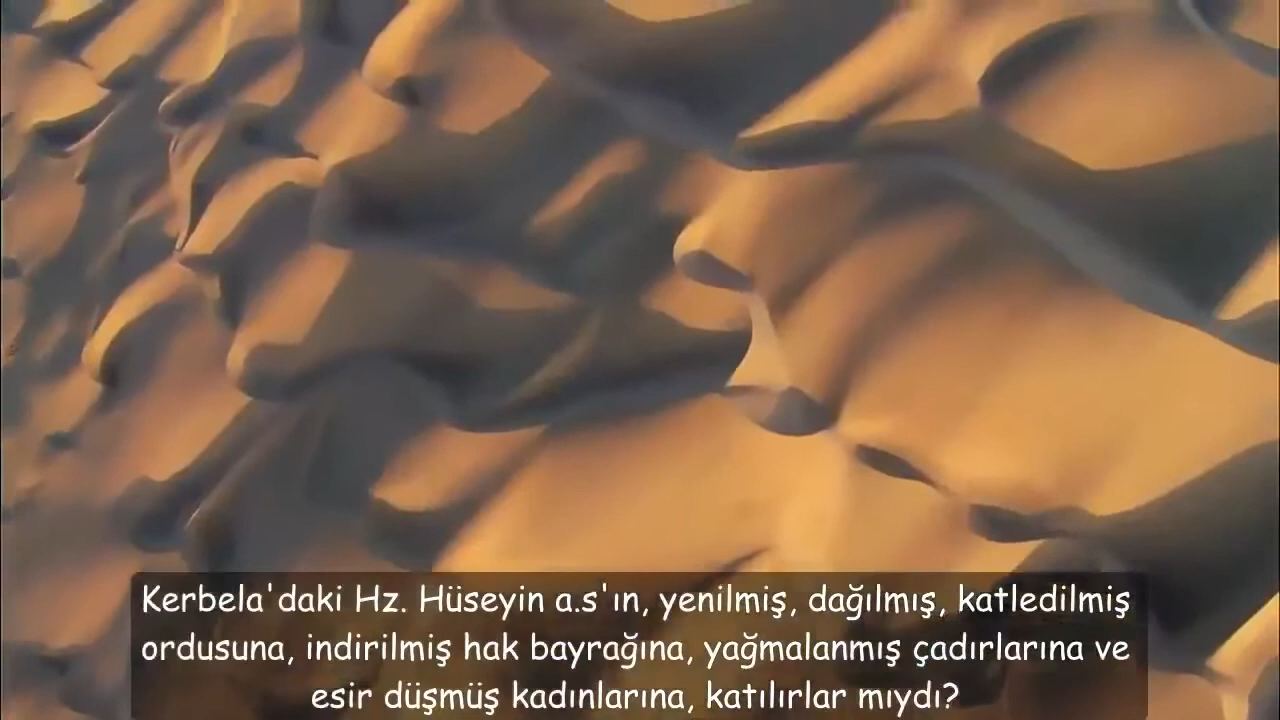 Kerbela'daki Hz. Hüseyin a.s'ın, yenilmiş, dağılmış, katledilmiş
ordusuna, indirilmiş hak bayrağına, yağmalanmış çadırlarına ve
esir düşmüş kadınlarına, katılırlar mıydı?